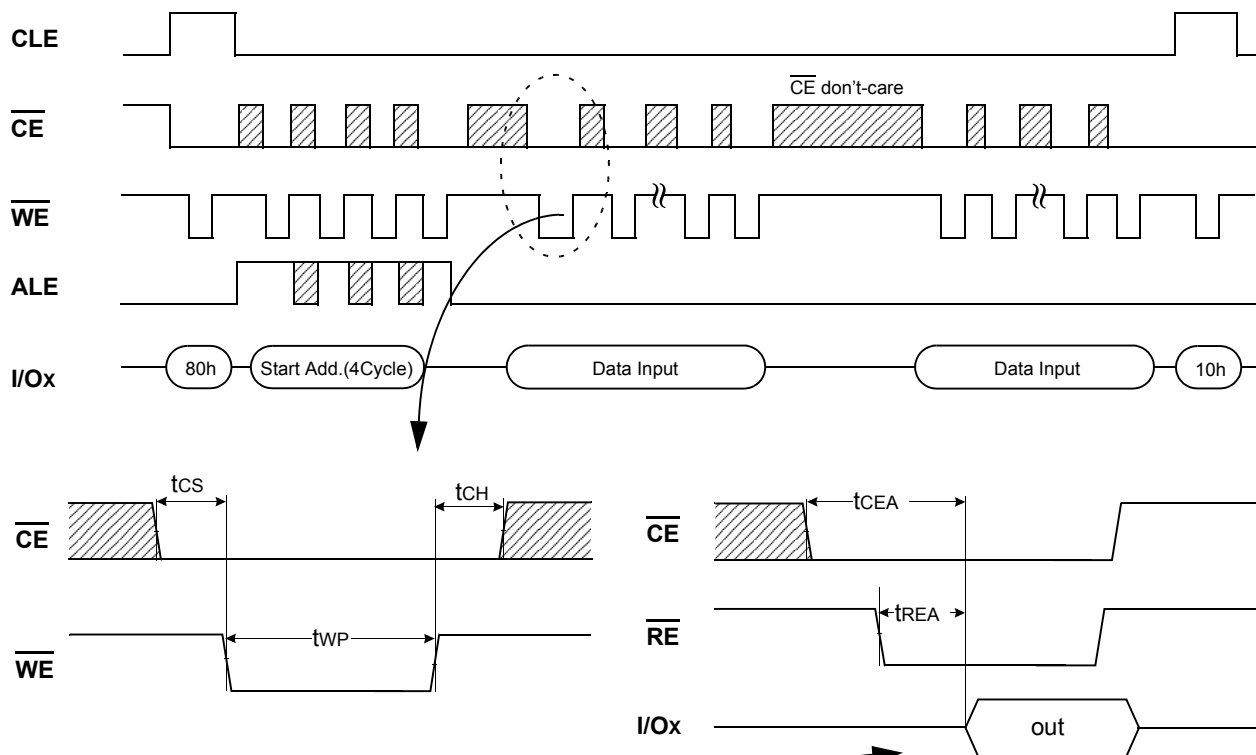 CLE
CE don't-care
CE
WE
ALE
I/Ox
80h
Start Add.(4Cycle)
Data Input
Data Input
10h
tCS
tCH
CE
tWP
WE
tCEA
CE
tREA
RE
I/Ox
out